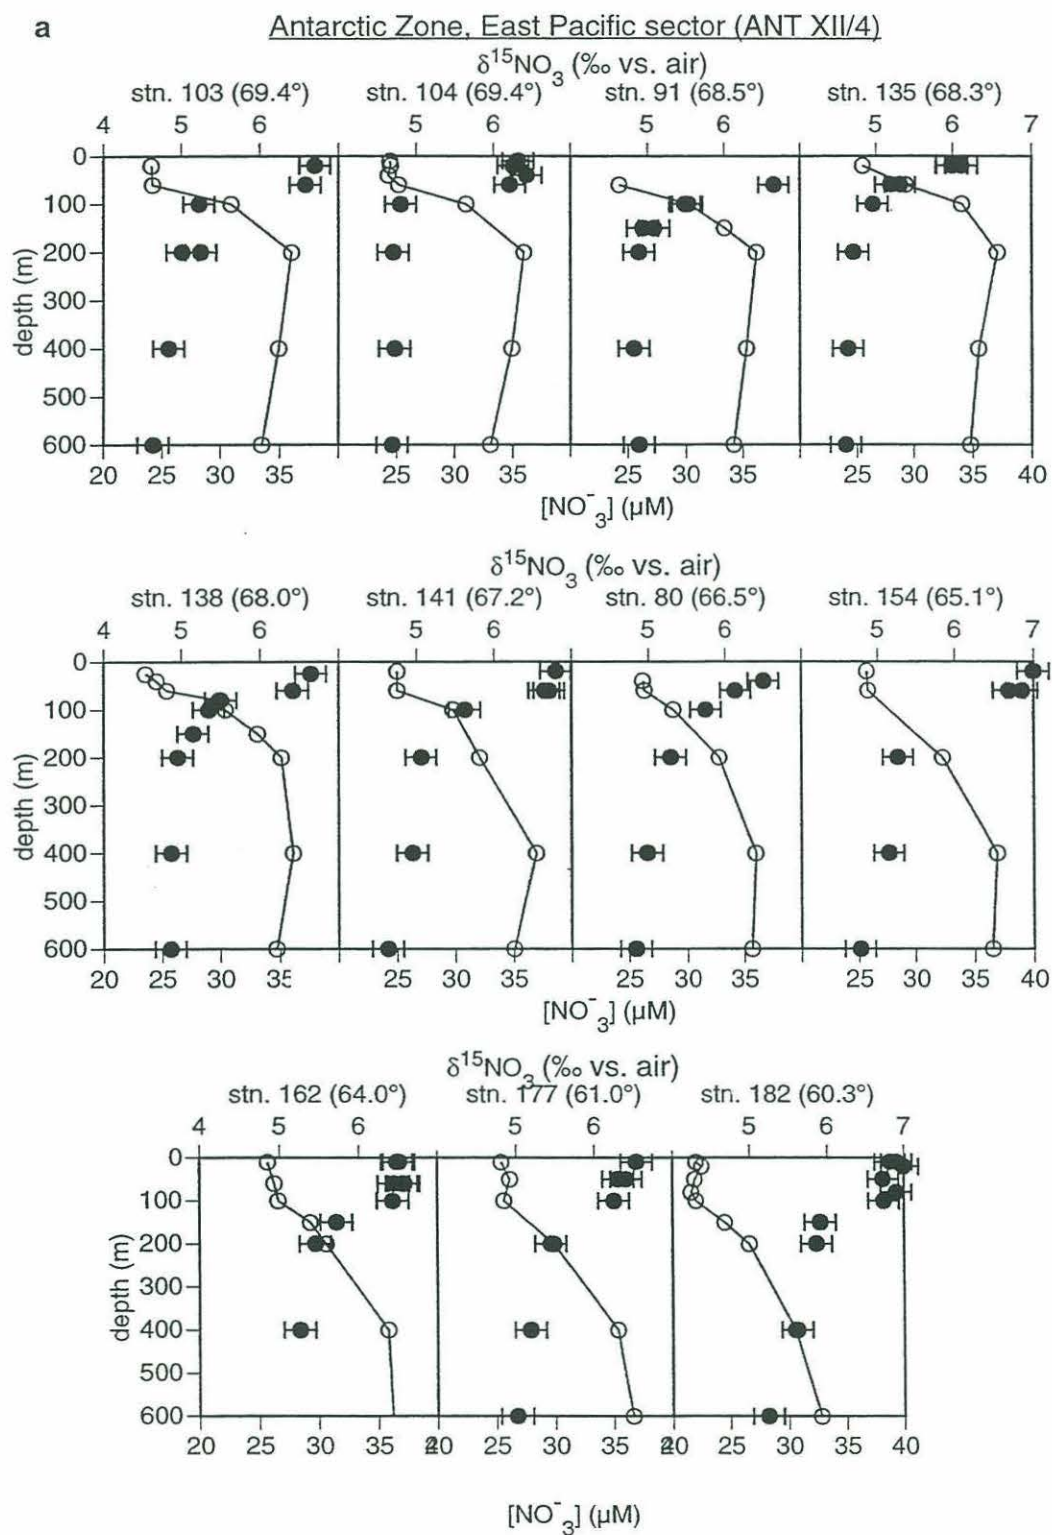 a
Antarctic Zone, East Pacific sector (ANT XII/4)
δ15NO3 (‰ vs. air)
stn. 103 (69.4°) stn. 104 (69.4°) stn. 91 (68.5°) stn. 135 (68.3°)
4 5 6 5 6 5 6 5 6 7
0
100
200
300
400
500
600
depth (m)
20 25 30 35 25 30 35 25 30 35 25 30 35 40
[NO-3] (µM)
δ15NO3 (‰ vs. air)
stn. 138 (68.0°) stn. 141 (67.2°) stn. 80 (66.5°) stn. 154 (65.1°)
4 5 6 5 6 5 6 5 6 7
0
100
200
300
400
500
600
depth (m)
20 25 30 35 25 30 35 25 30 35 25 30 35 40
[NO-3] (µM)
δ15NO3 (‰ vs. air)
stn. 162 (64.0°) stn. 177 (61.0°) stn. 182 (60.3°)
4 5 6 5 6 5 6 7
0
100
200
300
400
500
600
depth (m)
20 25 30 35 25 30 35 25 30 35 40
[NO-3] (µM)